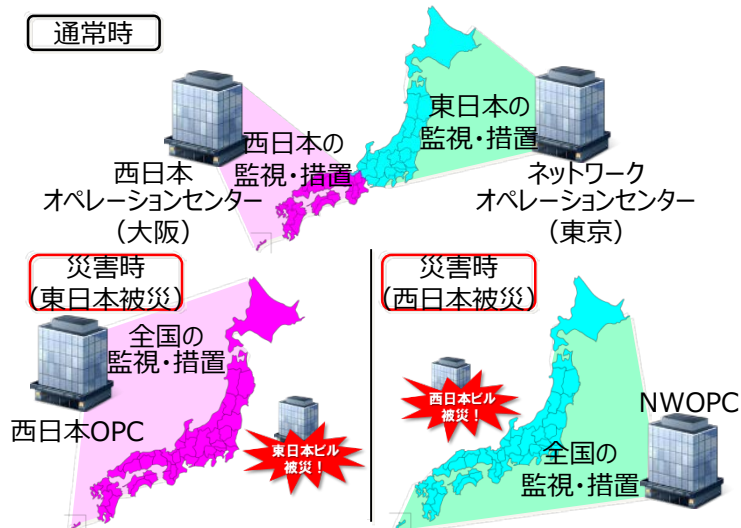 通常時
西日本の
監視・措置
東日本の
監視・措置
西日本
オペレーションセンター
（大阪）
ネットワーク
オペレーションセンター
（東京）
災害時
（東日本被災）
全国の
監視・措置
西日本OPC
東日本ビル
被災！
災害時
（西日本被災）
西日本ビル
被災！
NWOPC
全国の
監視・措置